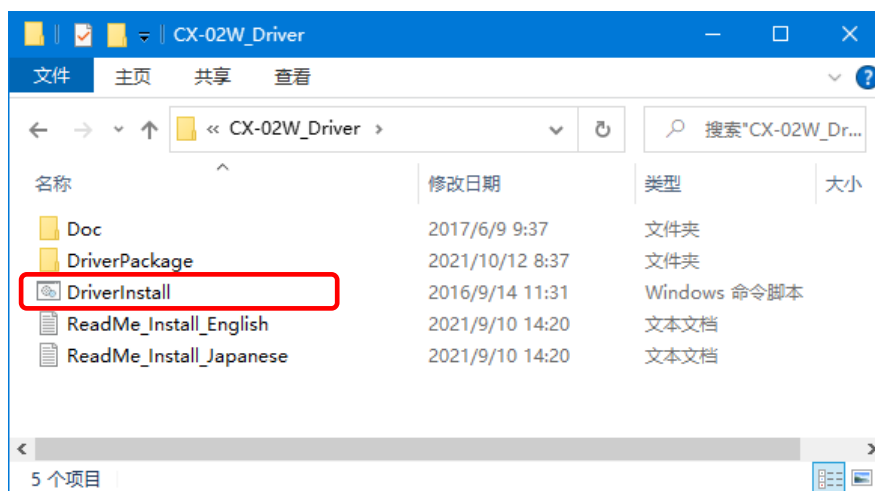 CX-02W_Driver
文件 主页 共享 查看
« CX-02W_Driver > 搜索"CX-02W_Dr...
名称 修改日期 类型 大小
Doc 2017/6/9 9:37 文件夹
DriverPackage 2021/10/12 8:37 文件夹
DriverInstall 2016/9/14 11:31 Windows 命令脚本
ReadMe_Install_English 2021/9/10 14:20 文本文档
ReadMe_Install_Japanese 2021/9/10 14:20 文本文档
5 个项目